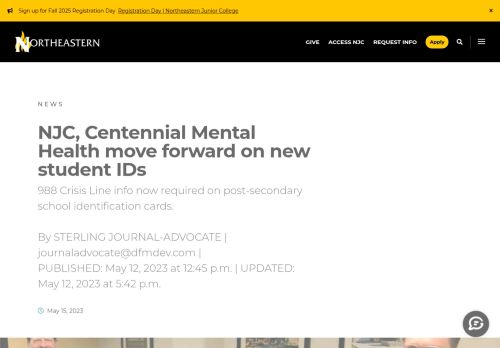 Sign up for Fall 2025 Registration Day Registration Day | Northeastern Junior College ×
NORTHEASTERN GIVE ACCESS NJC REQUEST INFO Apply
NEWS
NJC, Centennial Mental
Health move forward on new
student IDs
988 Crisis Line info now required on post-secondary
school identification cards.
By STERLING JOURNAL-ADVOCATE |
journaladvocate@dfmdev.com |
PUBLISHED: May 12, 2023 at 12:45 p.m. | UPDATED:
May 12, 2023 at 5:42 p.m.
May 15, 2023